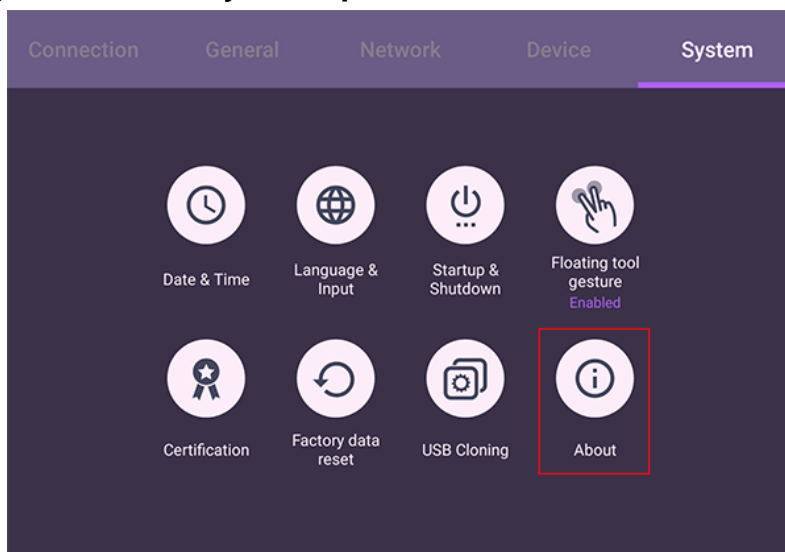 Connection General Network Device System
Date & Time
Language &
Input
Startup &
Shutdown
Floating tool
gesture
Enabled
Certification
Factory data
reset
USB Cloning
About